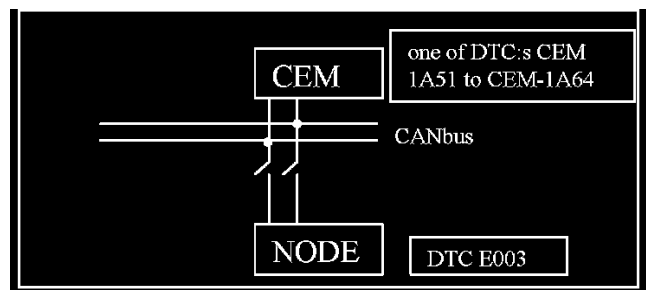 CEM
one of DTC:s CEM
1A51 to CEM-1A64
CANbus
NODE
DTC E003